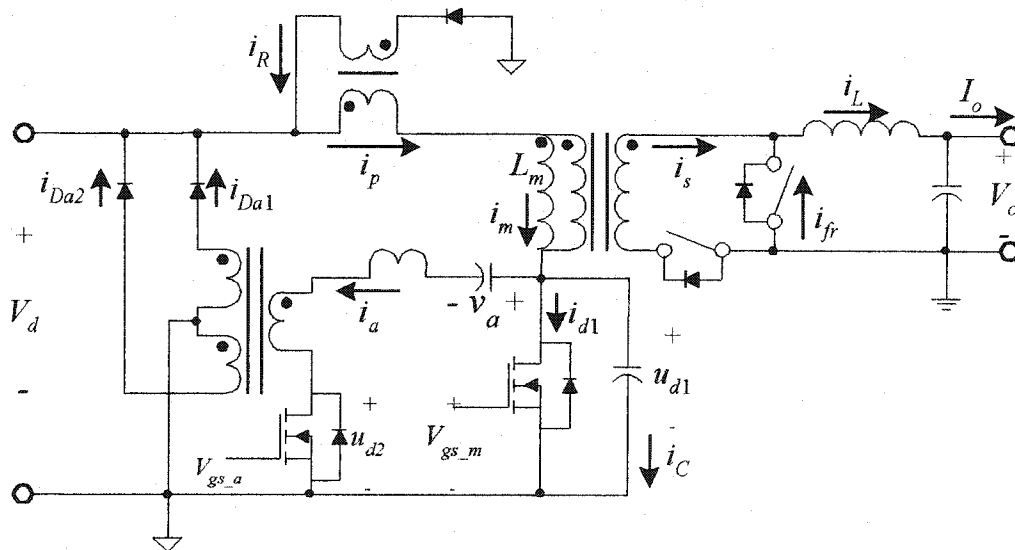 i_R
i_L
I_o
i_Da2
i_Da1
i_p
L_m
i_s
+
V_o
-
i_m
i_fr
+
V_d
-
i_a
- v_a +
i_d1
+
u_d1
-
V_gs_a
u_d2
+
-
V_gs_m
+
-
i_C